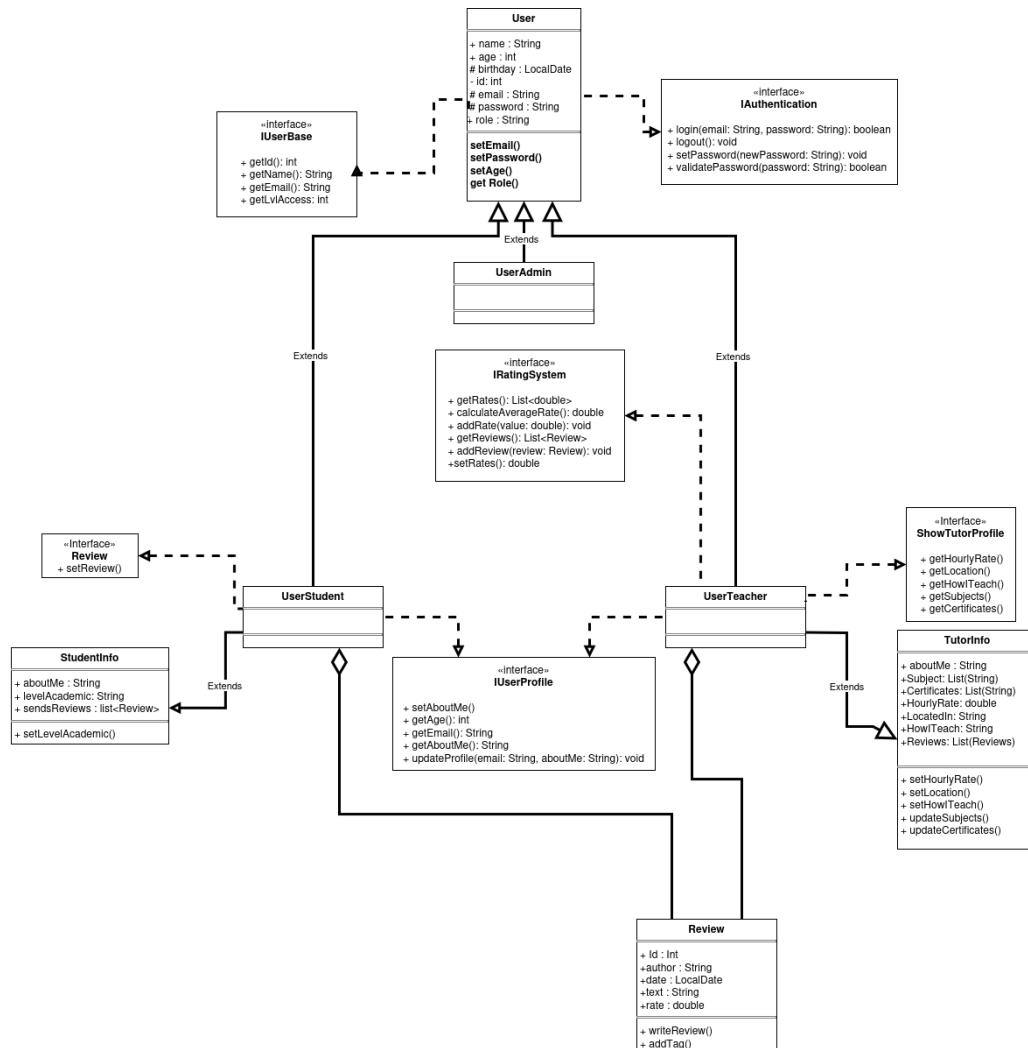 User
+ name : String
+ age : int
# birthday : LocalDate
- id: int
# email : String
# password : String
+ role : String
setEmail()
setPassword()
setAge()
get Role()
«interface»
IAuthentication
+ login(email: String, password: String): boolean
+ logout(): void
+ setPassword(newPassword: String): void
+ validatePassword(password: String): boolean
«interface»
IUserBase
+ getId(): int
+ getName(): String
+ getEmail(): String
+ getLvlAccess: int
Extends
UserAdmin
Extends
Extends
«interface»
IRatingSystem
+ getRates(): List<double>
+ calculateAverageRate(): double
+ addRate(value: double): void
+ getReviews(): List<Review>
+ addReview(review: Review): void
+setRates(): double
«Interface»
Review
+ setReview()
«Interface»
ShowTutorProfile
+ getHourlyRate()
+ getLocation()
+ getHowITeach()
+ getSubjects()
+ getCertificates()
UserStudent
UserTeacher
StudentInfo
+ aboutMe : String
+ levelAcademic: String
+ sendsReviews : list<Review>
+ setLevelAcademic()
Extends
«interface»
IUserProfile
+ setAboutMe()
+ getAge(): int
+ getEmail(): String
+ getAboutMe(): String
+ updateProfile(email: String, aboutMe: String): void
Extends
TutorInfo
+ aboutMe : String
+Subject: List(String)
+Certificates: List(String)
+HourlyRate: double
+LocatedIn: String
+HowITeach: String
+Reviews: List(Reviews)
+ setHourlyRate()
+ setLocation()
+ setHowITeach()
+ updateSubjects()
+ updateCertificates()
Review
+ Id : Int
+author : String
+ date : LocalDate
+text : String
+rate : double
+ writeReview()
+ addTag()